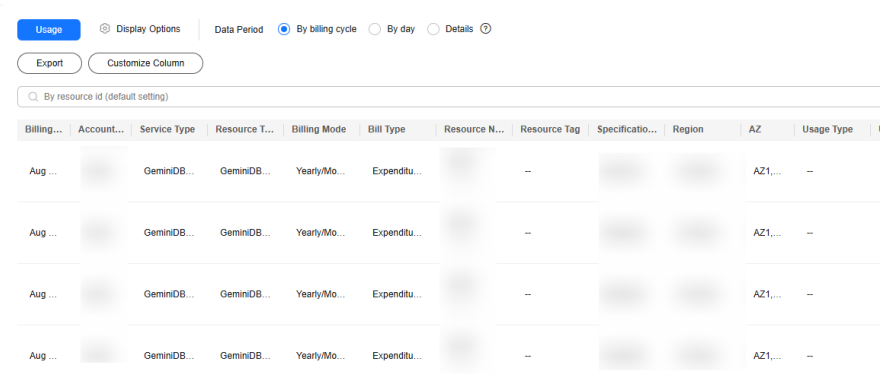 Usage Display Options Data Period By billing cycle By day Details ?
Export Customize Column
By resource id (default setting)
Billing... Account... Service Type Resource T... Billing Mode Bill Type Resource N... Resource Tag Specificatio... Region AZ Usage Type
Aug ... GeminiDB... GeminiDB... Yearly/Mo... Expenditu... -- AZ1,... --
Aug ... GeminiDB... GeminiDB... Yearly/Mo... Expenditu... -- AZ1,... --
Aug ... GeminiDB... GeminiDB... Yearly/Mo... Expenditu... -- AZ1,... --
Aug ... GeminiDB... GeminiDB... Yearly/Mo... Expenditu... -- AZ1,... --